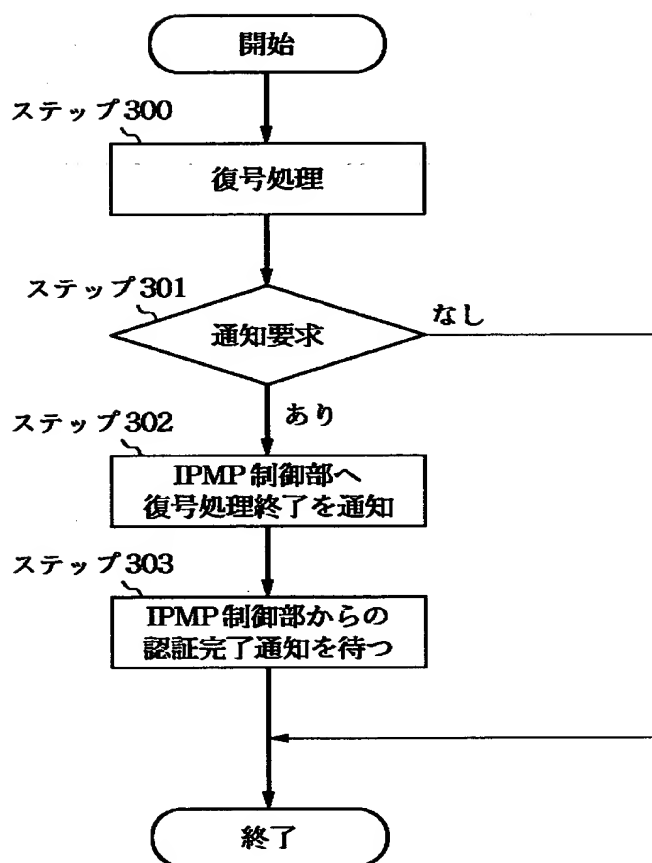 開始
ステップ300
復号処理
ステップ301
通知要求
なし
あり
ステップ302
IPMP制御部へ
復号処理終了を通知
ステップ303
IPMP制御部からの
認証完了通知を待つ
終了